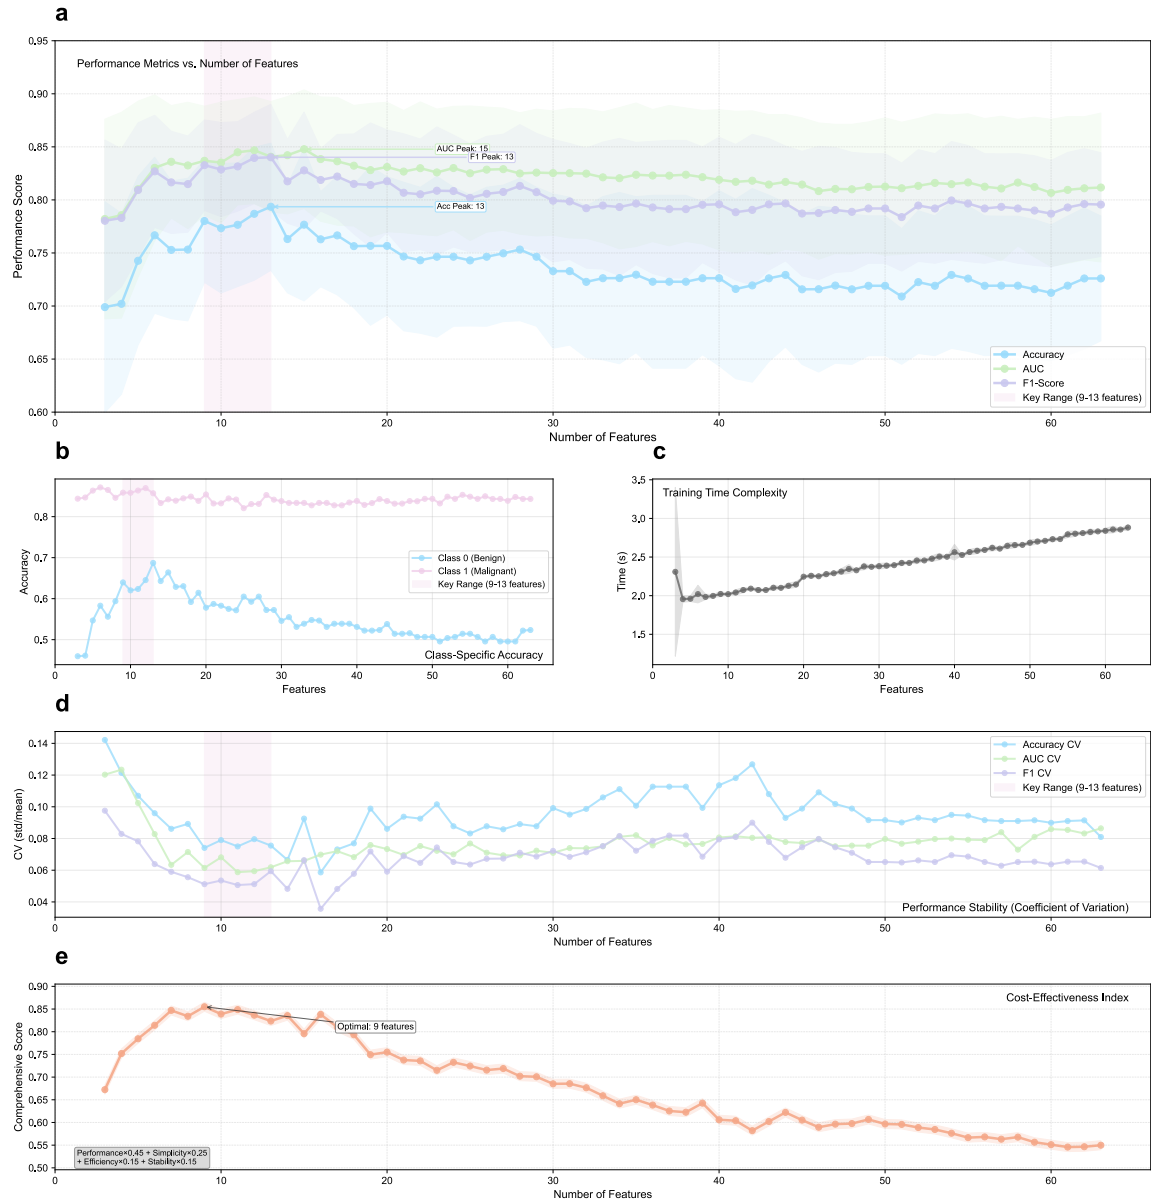 a
Performance Metrics vs. Number of Features
0.95
0.90
0.85
0.80
0.75
0.70
0.65
0.60
Performance Score
AUC Peak: 15
F1 Peak: 13
Acc Peak: 13
Accuracy
AUC
F1-Score
Key Range (9-13 features)
0
10
20
30
40
50
60
Number of Features
b
0.8
0.7
0.6
0.5
Accuracy
Class 0 (Benign)
Class 1 (Malignant)
Key Range (9-13 features)
Class-Specific Accuracy
0
10
20
30
40
50
60
Features
c
Training Time Complexity
3.5
3.0
2.5
2.0
1.5
Time (s)
0
10
20
30
40
50
60
Features
d
0.14
0.12
0.10
0.08
0.06
0.04
CV (std/mean)
Accuracy CV
AUC CV
F1 CV
Key Range (9-13 features)
Performance Stability (Coefficient of Variation)
0
10
20
30
40
50
60
Number of Features
e
0.90
0.85
0.80
0.75
0.70
0.65
0.60
0.55
0.50
Comprehensive Score
Cost-Effectiveness Index
Optimal: 9 features
Performance×0.45 + Simplicity×0.25
+ Efficiency×0.15 + Stability×0.15
0
10
20
30
40
50
60
Number of Features